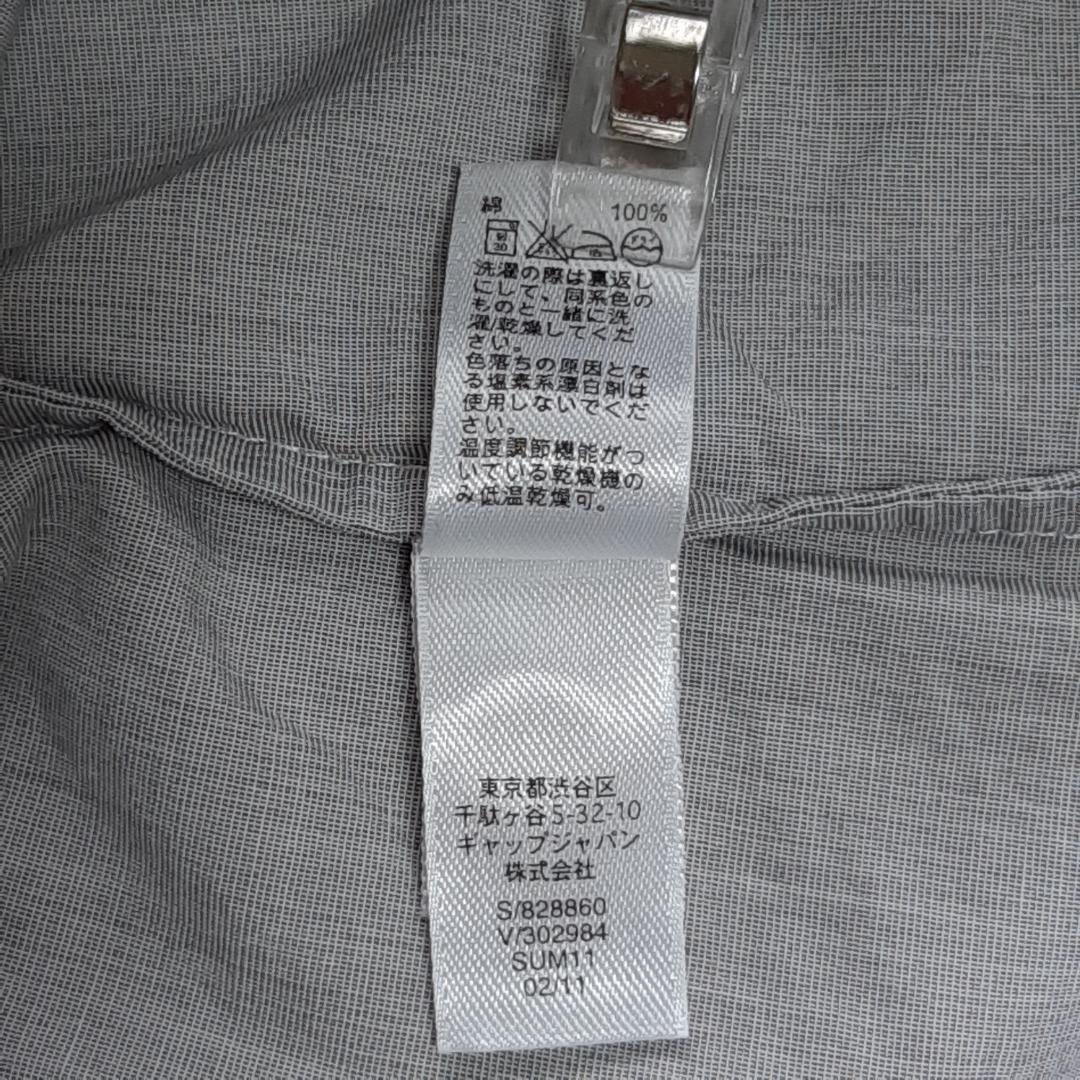 綿 100%
洗濯の際は裏返し
にして、同系色の
ものと一緒に洗
濯/乾燥してくだ
さい。
色落ちの原因とな
る塩素系漂白剤は
使用しないでくだ
さい。
温度調節機能がつ
いている乾燥機の
み低温乾燥可。
東京都渋谷区
千駄ヶ谷5-32-10
ギャップジャパン
株式会社
S/828860
V/302984
SUM11
02/11